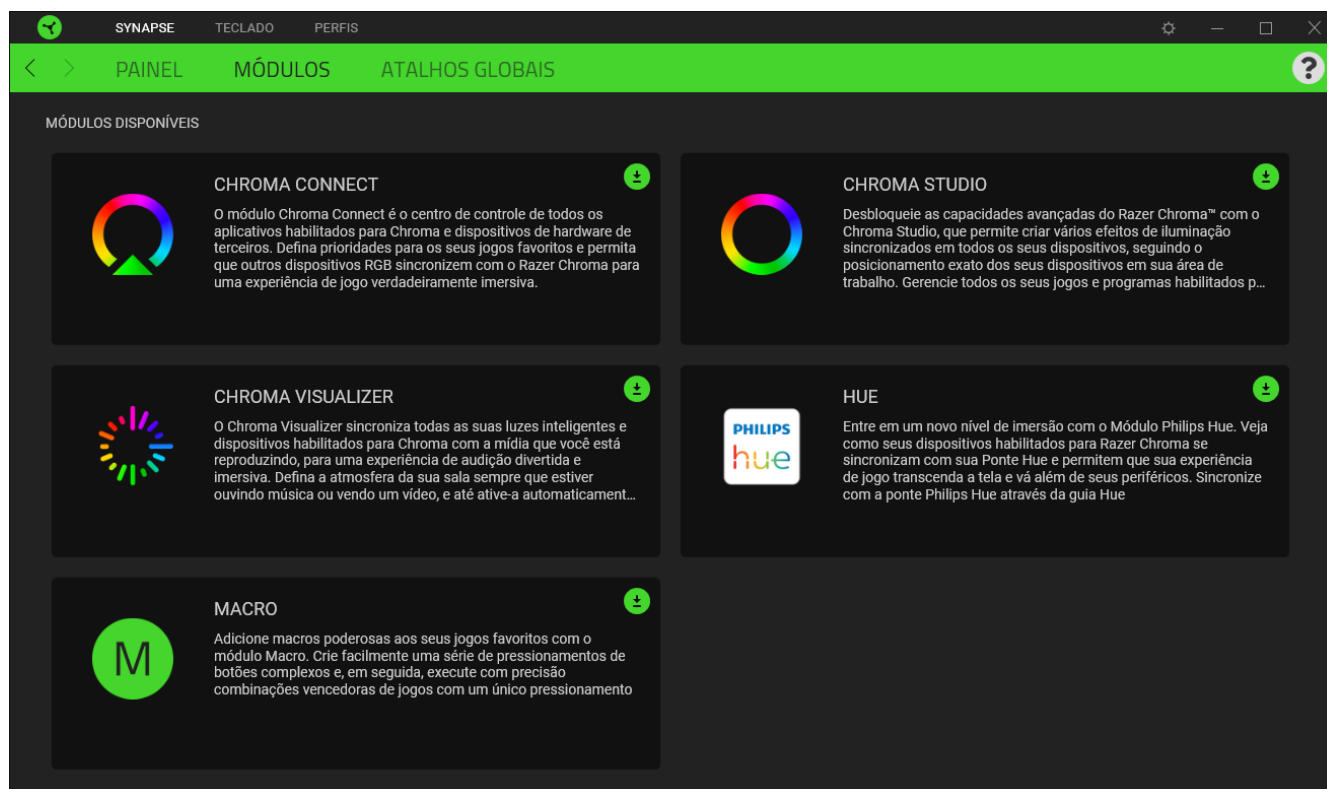 SYNAPSE TECLADO PERFIS
PAINEL MÓDULOS ATALHOS GLOBAIS ?
MÓDULOS DISPONÍVEIS
CHROMA CONNECT
O módulo Chroma Connect é o centro de controle de todos os
aplicativos habilitados para Chroma e dispositivos de hardware de
terceiros. Defina prioridades para os seus jogos favoritos e permita
que outros dispositivos RGB sincronizem com o Razer Chroma para
uma experiência de jogo verdadeiramente imersiva.
CHROMA STUDIO
Desbloqueie as capacidades avançadas do Razer Chroma™ com o
Chroma Studio, que permite criar vários efeitos de iluminação
sincronizados em todos os seus dispositivos, seguindo o
posicionamento exato dos seus dispositivos em sua área de
trabalho. Gerencie todos os seus jogos e programas habilitados p...
CHROMA VISUALIZER
O Chroma Visualizer sincroniza todas as suas luzes inteligentes e
dispositivos habilitados para Chroma com a mídia que você está
reproduzindo, para uma experiência de audição divertida e
imersiva. Defina a atmosfera da sua sala sempre que estiver
ouvindo música ou vendo um vídeo, e até ative-a automaticament...
PHILIPS
hue
HUE
Entre em um novo nível de imersão com o Módulo Philips Hue. Veja
como seus dispositivos habilitados para Razer Chroma se
sincronizam com sua Ponte Hue e permitem que sua experiência
de jogo transcenda a tela e vá além de seus periféricos. Sincronize
com a ponte Philips Hue através da guia Hue
M
MACRO
Adicione macros poderosas aos seus jogos favoritos com o
módulo Macro. Crie facilmente uma série de pressionamentos de
botões complexos e, em seguida, execute com precisão
combinações vencedoras de jogos com um único pressionamento